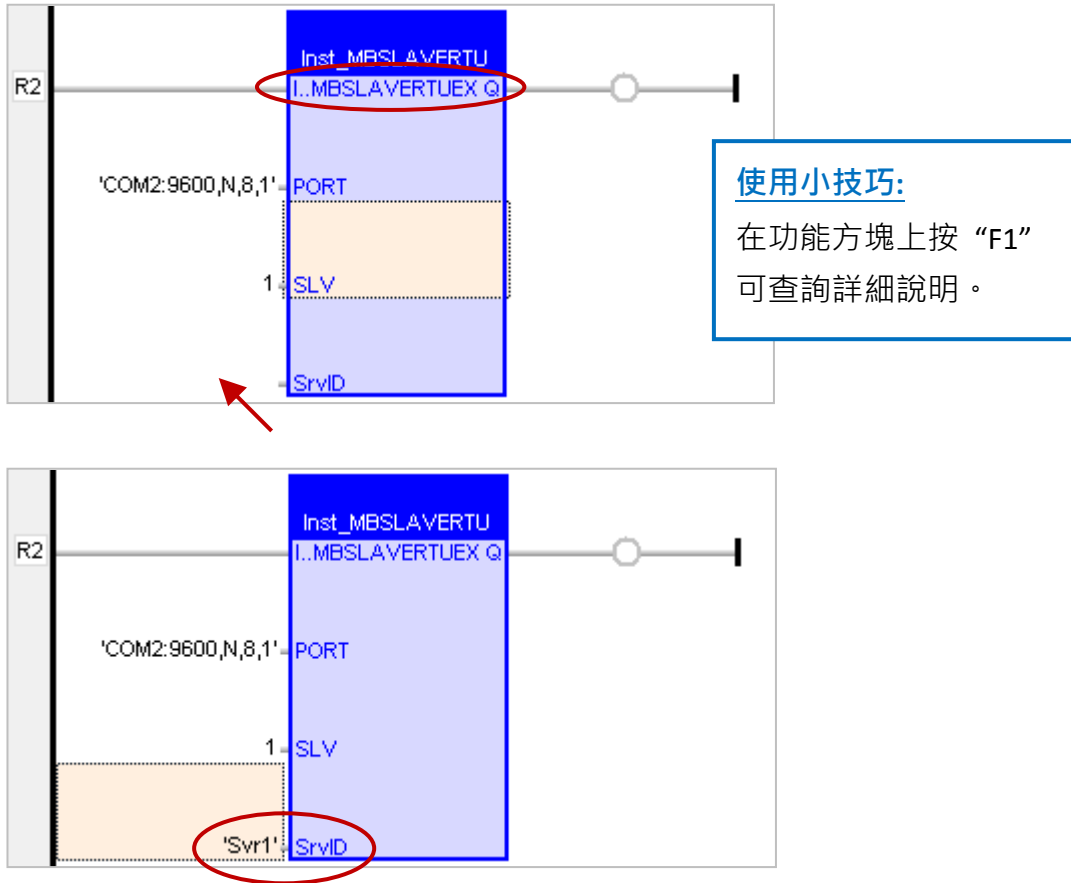 Inst_MBSLAVERTU
R2
I..MBSLAVERTUEX Q
'COM2:9600,N,8,1'
PORT
1
SLV
SrvID
使用小技巧:
在功能方塊上按 “F1”
可查詢詳細說明。
Inst_MBSLAVERTU
R2
I..MBSLAVERTUEX Q
'COM2:9600,N,8,1'
PORT
1
SLV
'Svr1'
SrvID